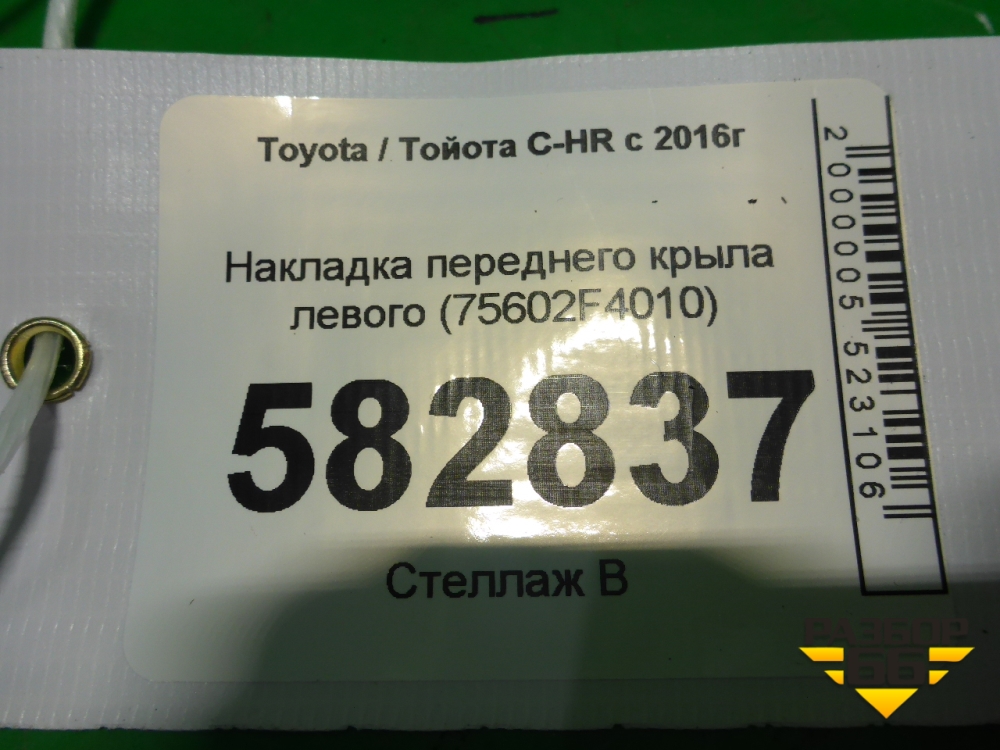 Toyota / Тойота C-HR с 2016г
Накладка переднего крыла
левого (75602F4010)
582837
Стеллаж В
2000005523106
РАЗБОР
66